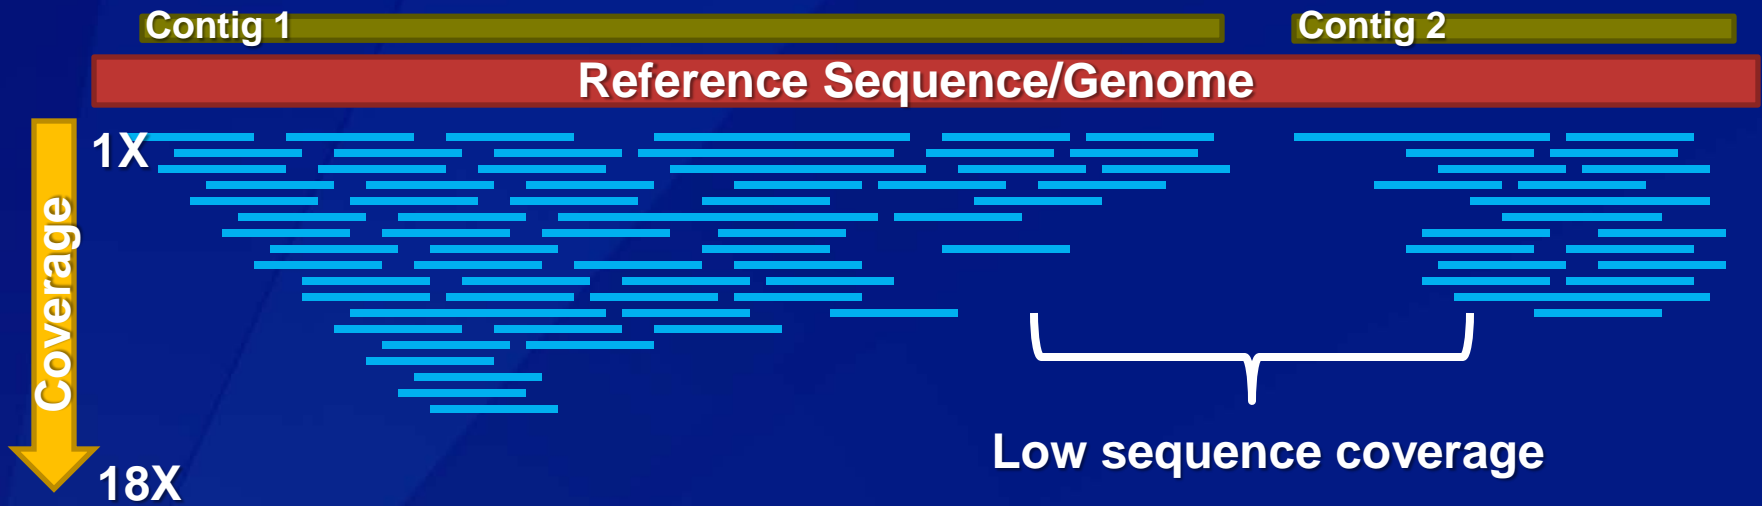 Contig 1
Contig 2
Reference Sequence/Genome
1X
Coverage
Low sequence coverage
18X